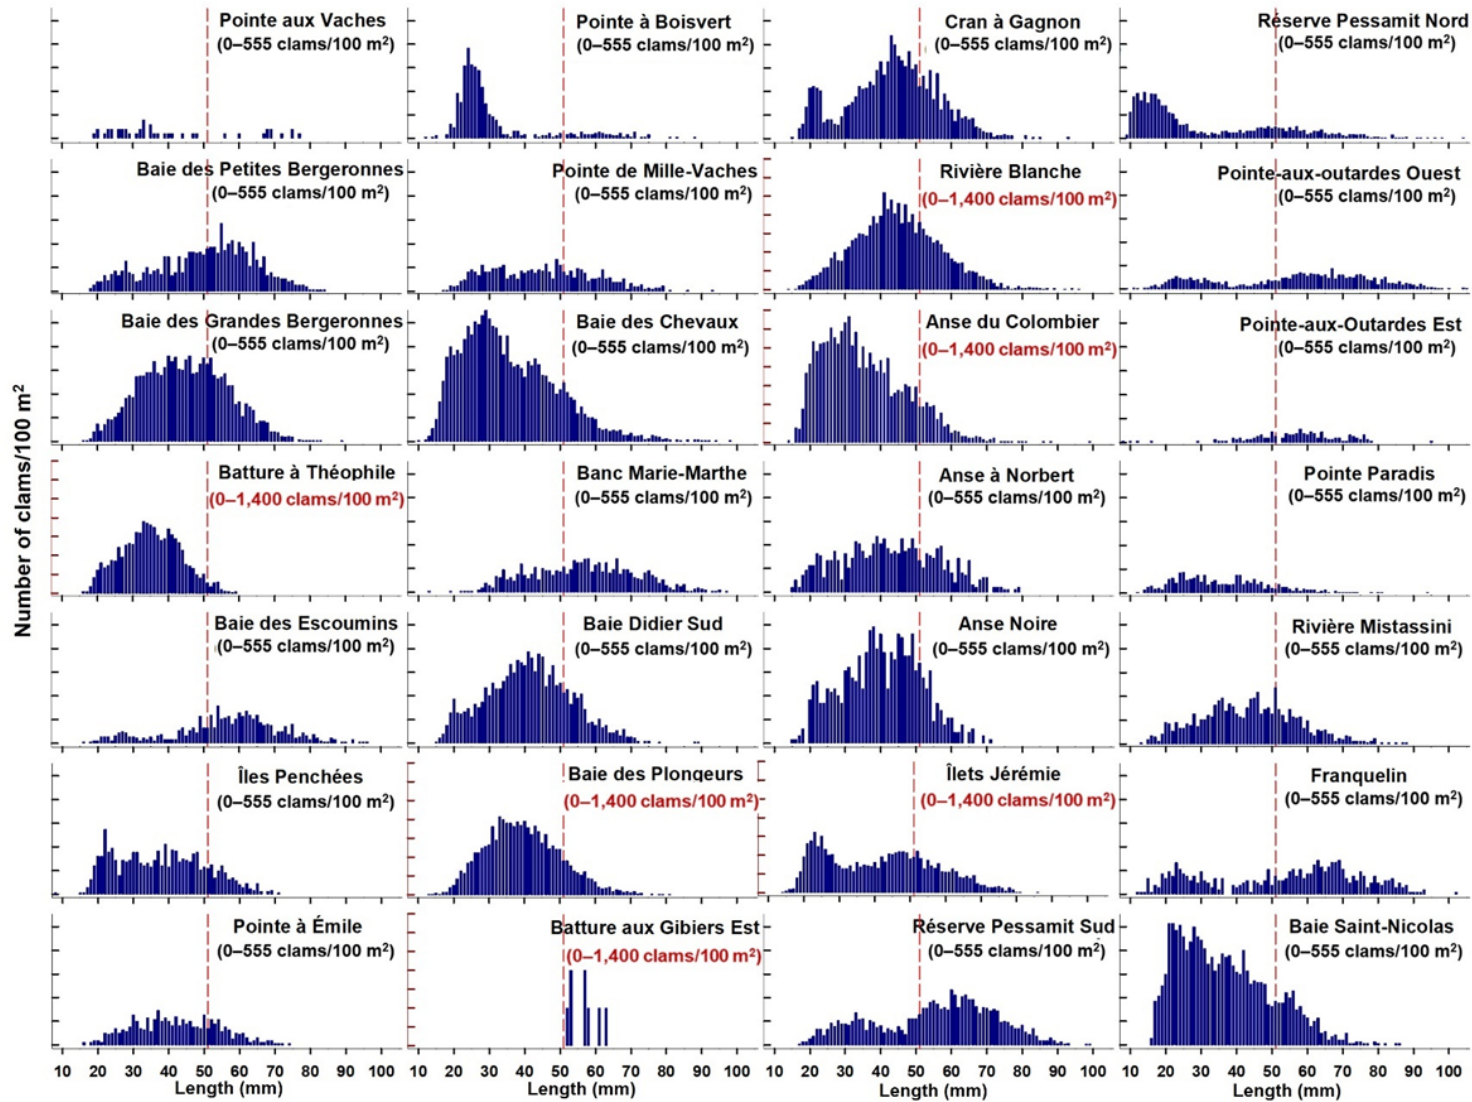 Number of clams/100 m²
Pointe aux Vaches
(0–555 clams/100 m²)
Pointe à Boisvert
(0–555 clams/100 m²)
Cran à Gagnon
(0–555 clams/100 m²)
Réserve Pessamit Nord
(0–555 clams/100 m²)
Baie des Petites Bergeronnes
(0–555 clams/100 m²)
Pointe de Mille-Vaches
(0–555 clams/100 m²)
Rivière Blanche
(0–1,400 clams/100 m²)
Pointe-aux-outardes Ouest
(0–555 clams/100 m²)
Baie des Grandes Bergeronnes
(0–555 clams/100 m²)
Baie des Chevaux
(0–555 clams/100 m²)
Anse du Colombier
(0–1,400 clams/100 m²)
Pointe-aux-Outardes Est
(0–555 clams/100 m²)
Batture à Théophile
(0–1,400 clams/100 m²)
Banc Marie-Marthe
(0–555 clams/100 m²)
Anse à Norbert
(0–555 clams/100 m²)
Pointe Paradis
(0–555 clams/100 m²)
Baie des Escoumins
(0–555 clams/100 m²)
Baie Didier Sud
(0–555 clams/100 m²)
Anse Noire
(0–555 clams/100 m²)
Rivière Mistassini
(0–555 clams/100 m²)
Îles Penchées
(0–555 clams/100 m²)
Baie des Plongeurs
(0–1,400 clams/100 m²)
Îlets Jérémie
(0–1,400 clams/100 m²)
Franquelin
(0–555 clams/100 m²)
Pointe à Émile
(0–555 clams/100 m²)
Batture aux Gibiers Est
(0–1,400 clams/100 m²)
Réserve Pessamit Sud
(0–555 clams/100 m²)
Baie Saint-Nicolas
(0–555 clams/100 m²)
10 20 30 40 50 60 70 80 90 100
10 20 30 40 50 60 70 80 90 100
10 20 30 40 50 60 70 80 90 100
10 20 30 40 50 60 70 80 90 100
Length (mm)
Length (mm)
Length (mm)
Length (mm)